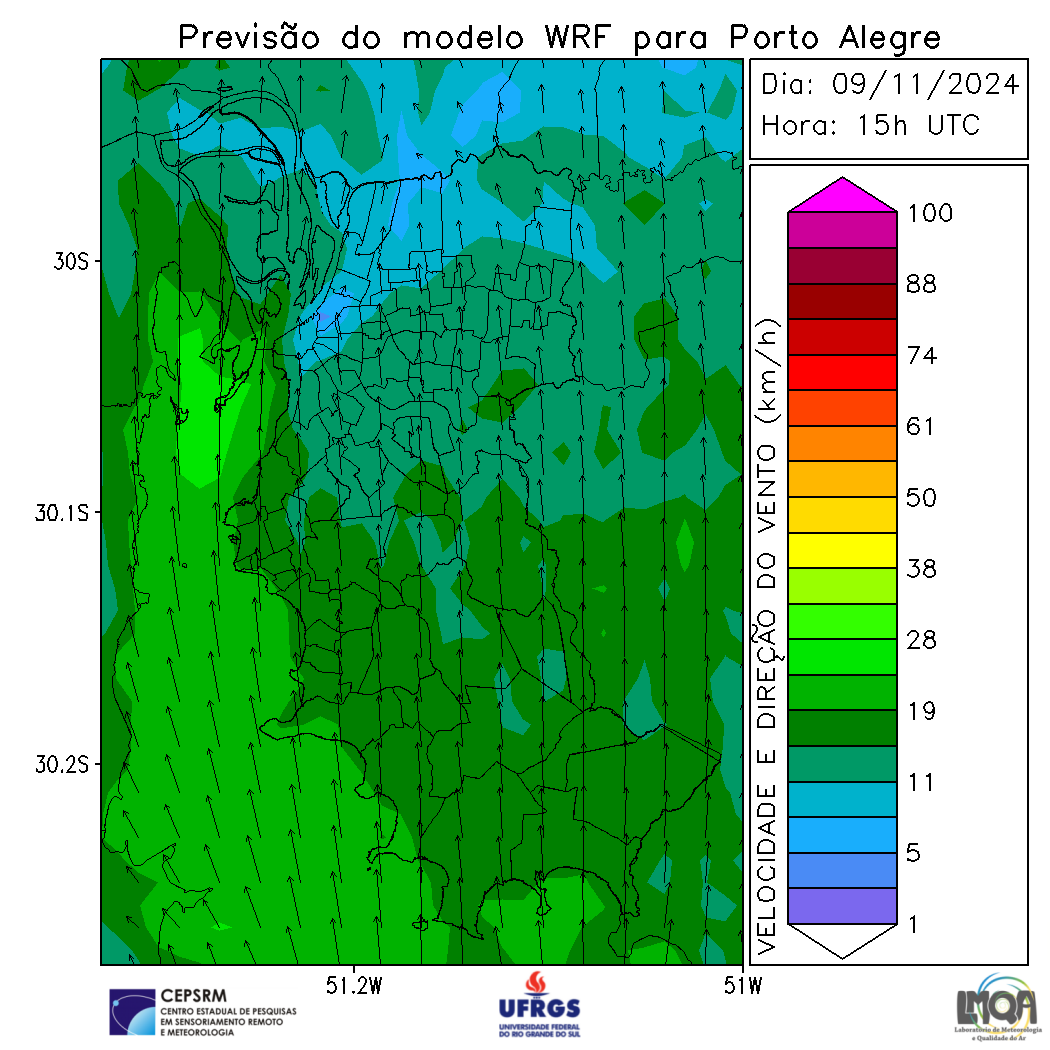 Previsão do modelo WRF para Porto Alegre
Dia: 09/11/2024
Hora: 15h UTC
30S
30.1S
30.2S
51.2W
51W
VELOCIDADE E DIREÇÃO DO VENTO (km/h)
100
88
74
61
50
38
28
19
11
5
1
CEPSRM
CENTRO ESTADUAL DE PESQUISAS
EM SENSORIAMENTO REMOTO
E METEOROLOGIA
UFRGS
UNIVERSIDADE FEDERAL
DO RIO GRANDE DO SUL
LMQA
Laboratório de Meteorologia
e Qualidade do Ar